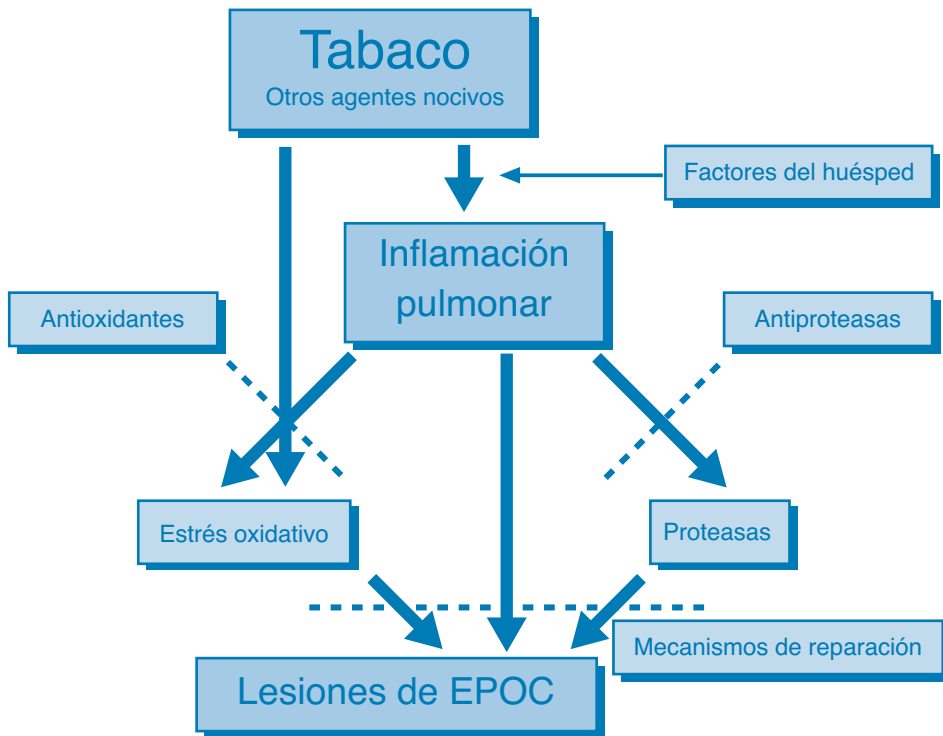 Tabaco
Otros agentes nocivos
Factores del huésped
Inflamación
pulmonar
Antioxidantes
Antiproteasas
Estrés oxidativo
Proteasas
Mecanismos de reparación
Lesiones de EPOC